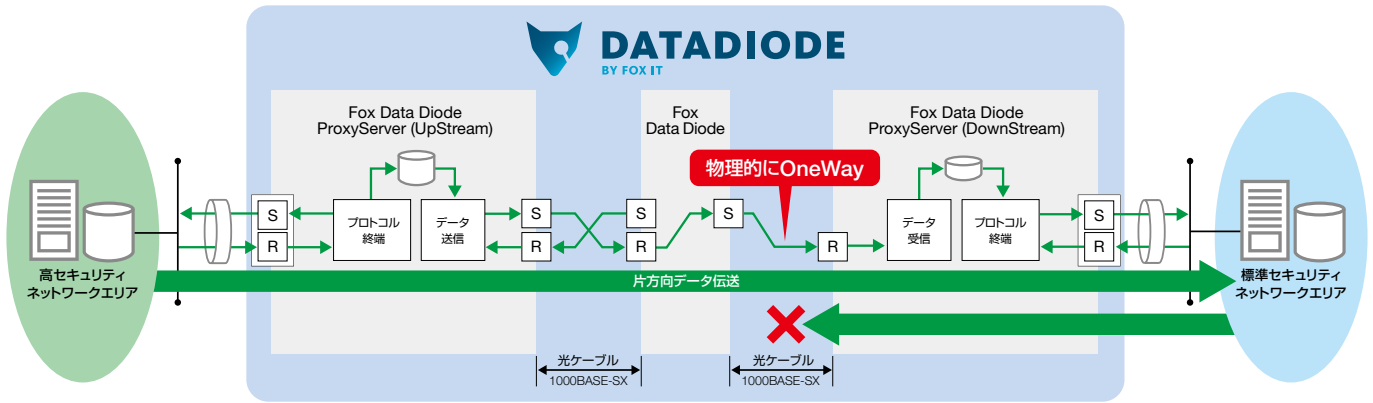 DATADIODE
BY FOX IT
Fox Data Diode
ProxyServer (UpStream)
Fox
Data Diode
Fox Data Diode
ProxyServer (DownStream)
物理的にOneWay
S
R
プロトコル
終端
データ
送信
S
R
S
R
S
R
データ
受信
プロトコル
終端
S
R
高セキュリティ
ネットワークエリア
片方向データ伝送
標準セキュリティ
ネットワークエリア
光ケーブル
1000BASE-SX
光ケーブル
1000BASE-SX